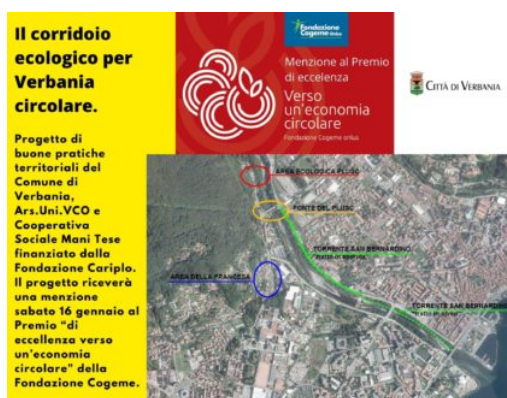 Il corridoio
ecologico per
Verbania
circolare.
Progetto di
buone pratiche
territoriali del
Comune di
Verbania,
Ars.Uni.VCO e
Cooperativa
Sociale Mani Tese
finanziato dalla
Fondazione Cariplo.
Il progetto riceverà
una menzione
sabato 16 gennaio al
Premio "di
eccellenza verso
un'economia
circolare" della
Fondazione Cogeme.
Fondazione
Cogeme Onlus
Menzione al Premio
di eccellenza
Verso
un'economia
circolare
Fondazione Cogeme onlus
CITTÀ DI VERBANIA
AREA ECOLOGICA PLUSC
PONTE DEL PLUSC
TORRENTE SAN BERNARDINO
AREA DELLA FRANCESA
TORRENTE SAN BERNARDINO